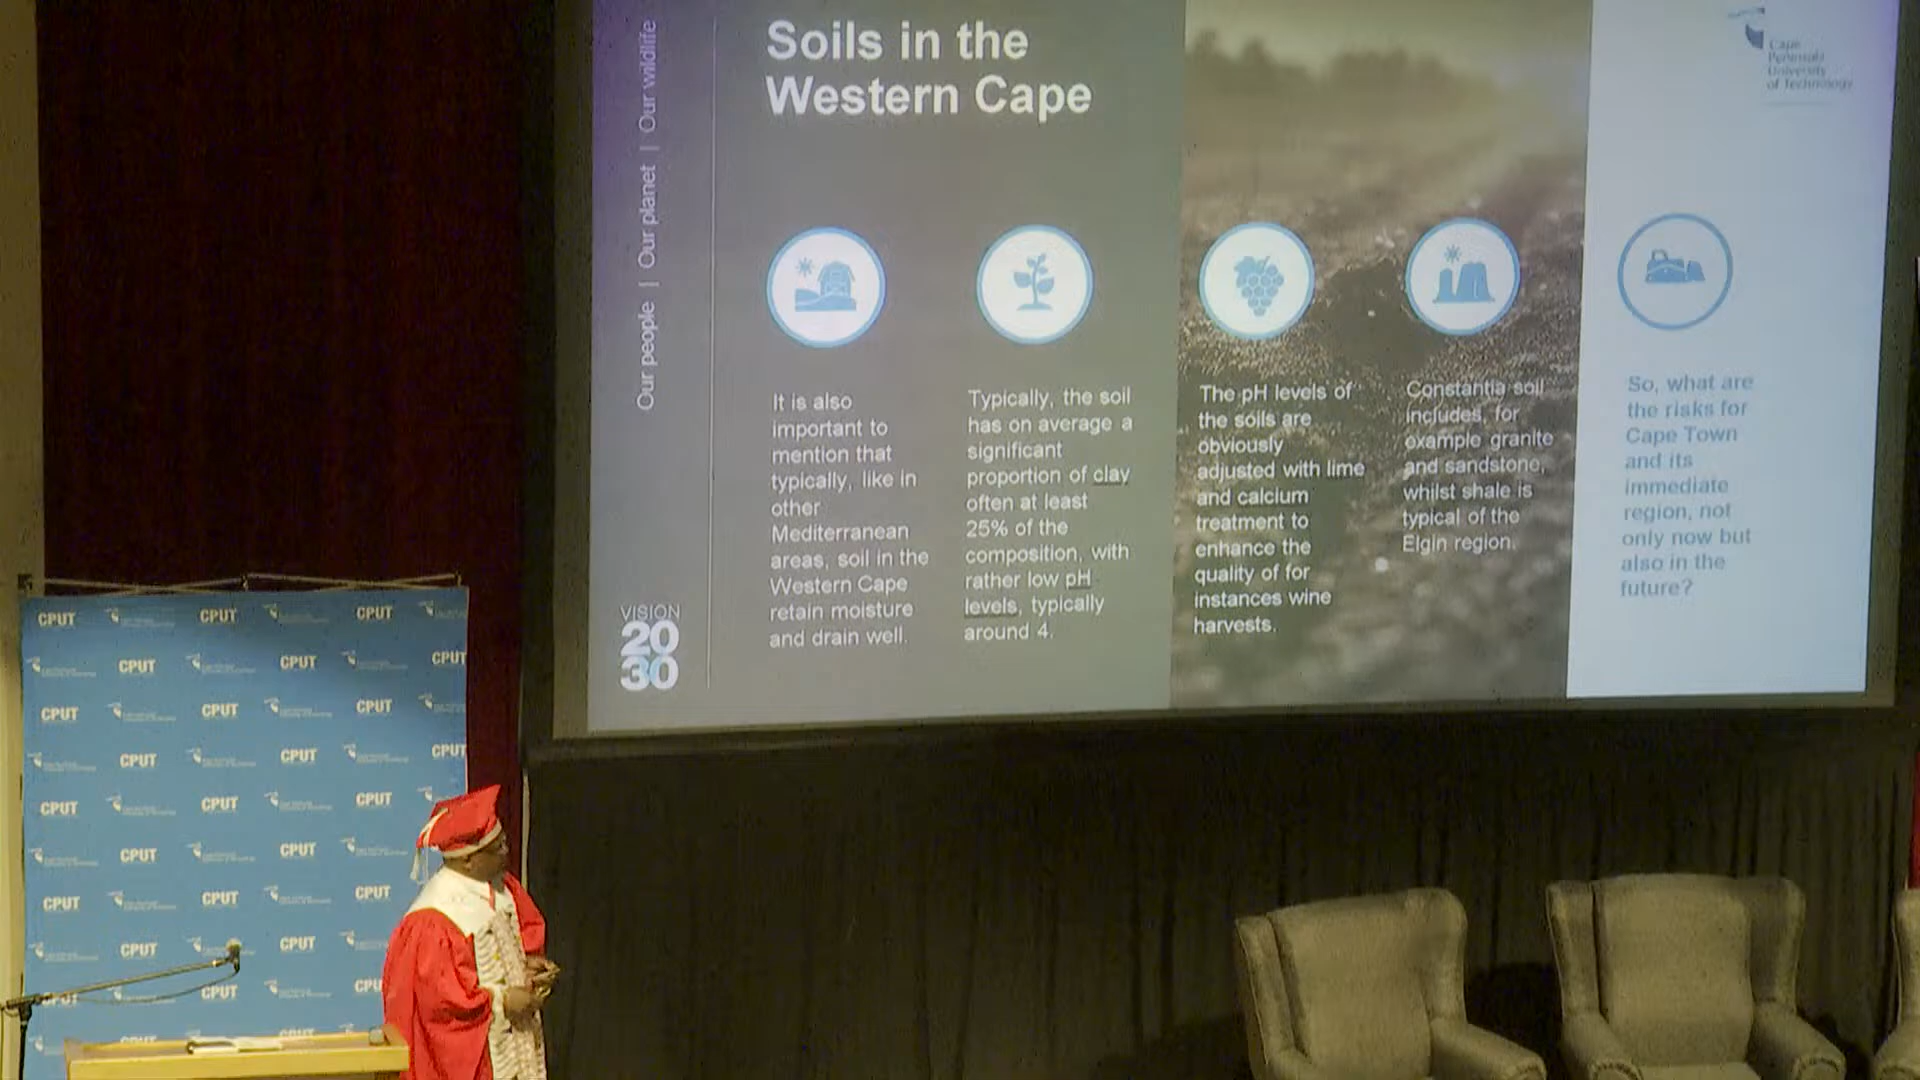 Soils in the
Western Cape
Our people | Our planet | Our wildlife
VISION
20
30
Cape
Peninsula
University
of Technology
It is also
important to
mention that
typically, like in
other
Mediterranean
areas, soil in the
Western Cape
retain moisture
and drain well.
Typically, the soil
has on average a
significant
proportion of clay
often at least
25% of the
composition, with
rather low pH
levels, typically
around 4.
The pH levels of
the soils are
obviously
adjusted with lime
and calcium
treatment to
enhance the
quality of for
instances wine
harvests.
Constantia soil
includes, for
example granite
and sandstone,
whilst shale is
typical of the
Elgin region.
So, what are
the risks for
Cape Town
and its
immediate
region, not
only now but
also in the
future?
CPUT CPUT CPUT
CPUT CPUT CPUT
CPUT CPUT CPUT
CPUT CPUT CPUT
CPUT CPUT CPUT
CPUT CPUT
CPUT CPUT CPUT
CPUT CPUT
CPUT CPUT
CPUT